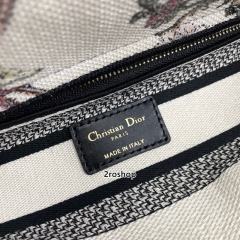 Christian Dior
PARIS
MADE IN ITALY
2roshop